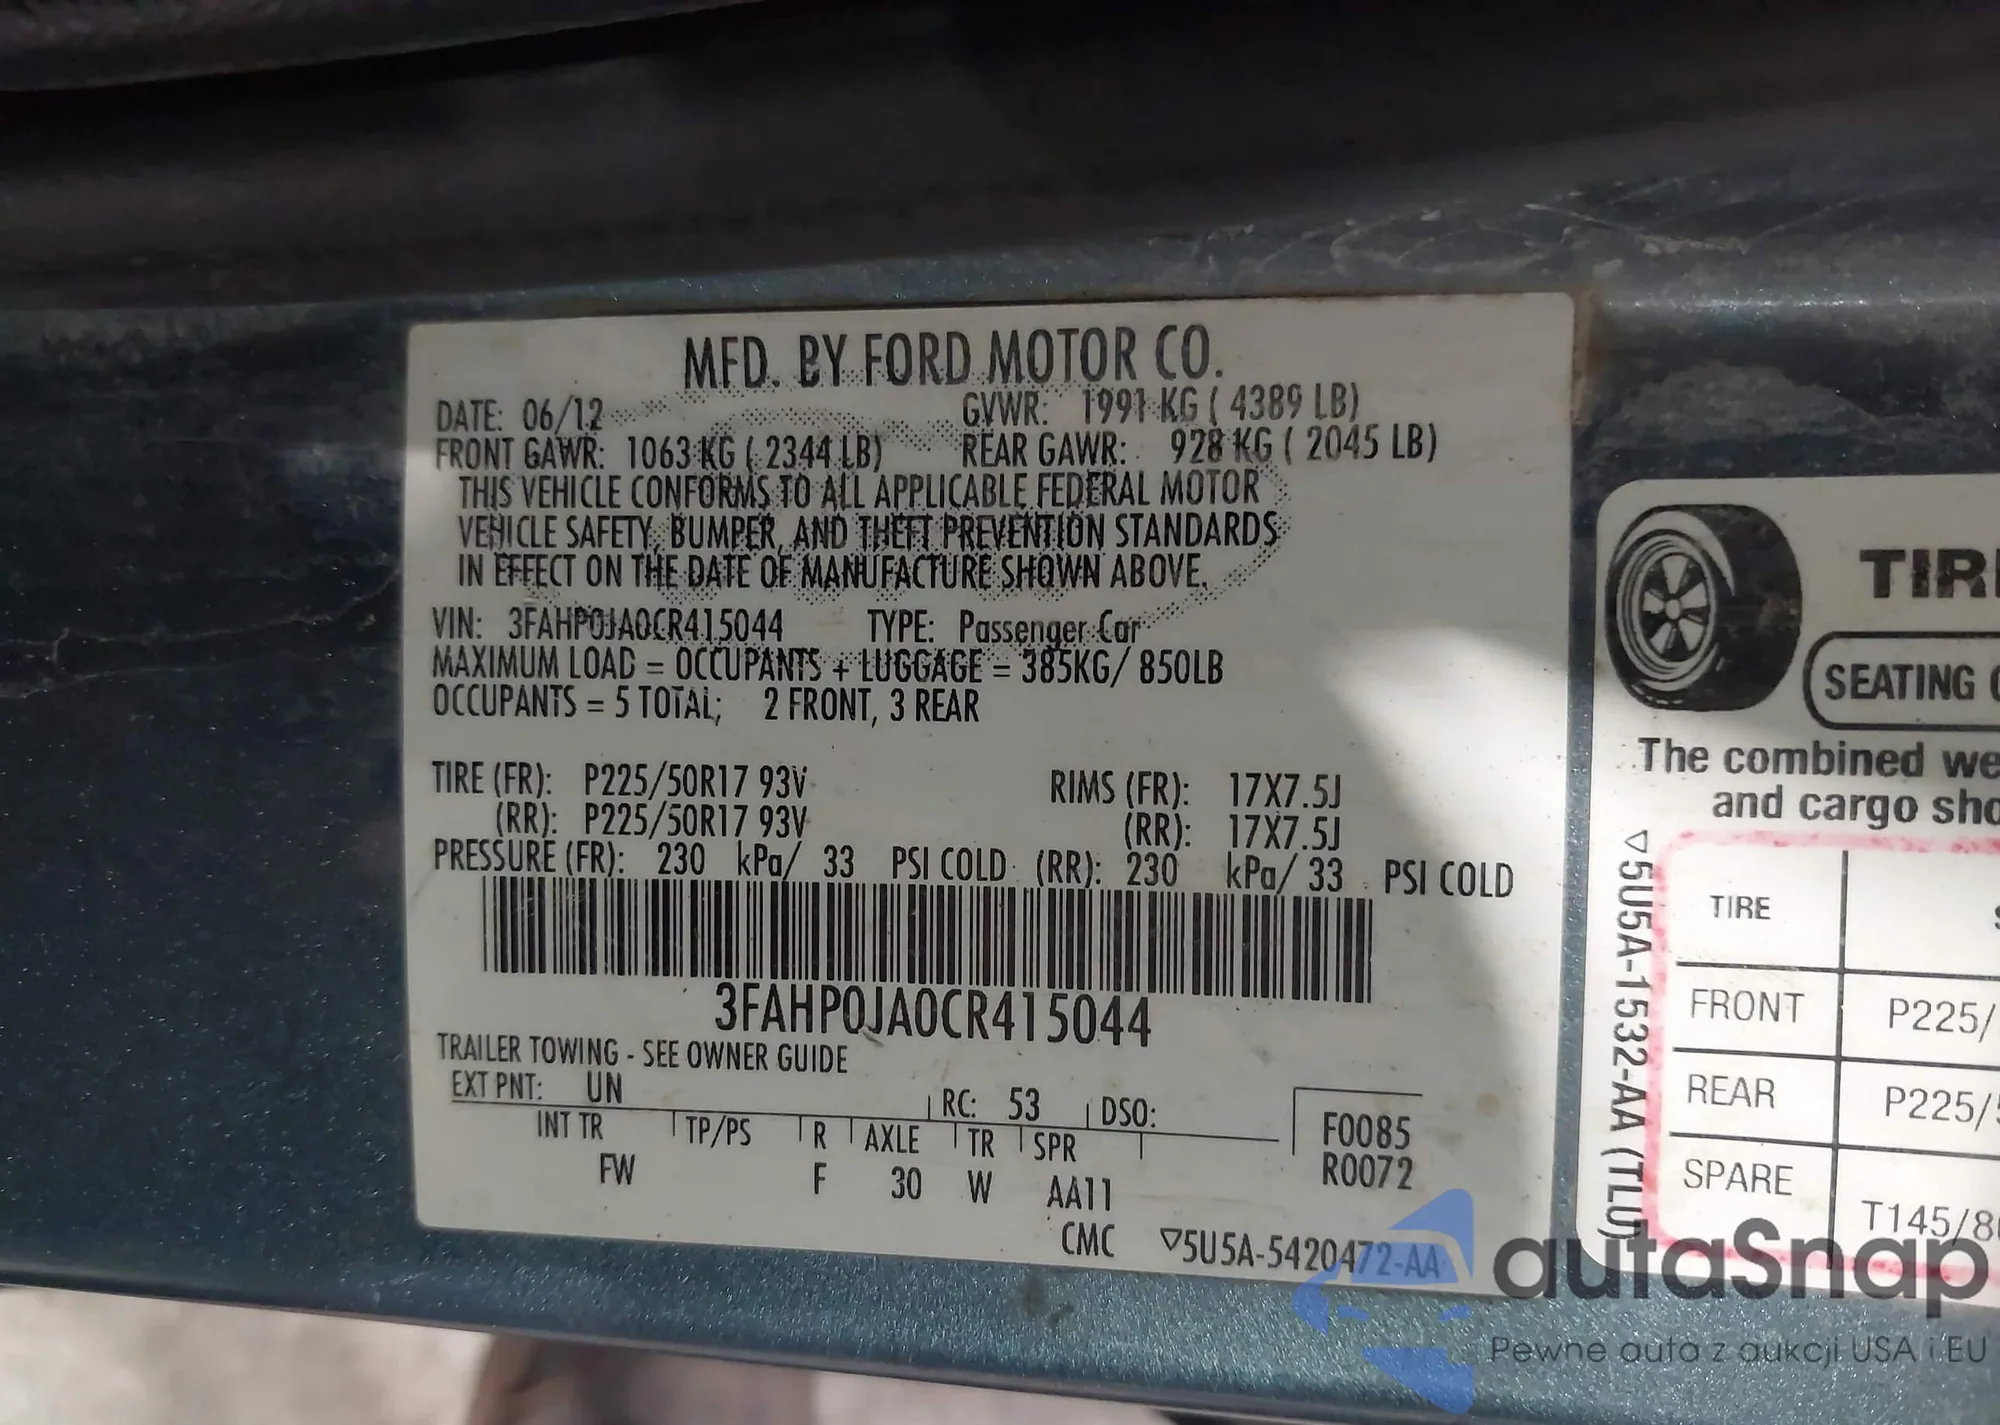 MFD. BY FORD MOTOR CO.
DATE: 06/12 GVWR: 1991 KG ( 4389 LB)
FRONT GAWR: 1063 KG ( 2344 LB) REAR GAWR: 928 KG ( 2045 LB)
THIS VEHICLE CONFORMS TO ALL APPLICABLE FEDERAL MOTOR
VEHICLE SAFETY, BUMPER, AND THEFT PREVENTION STANDARDS
IN EFFECT ON THE DATE OF MANUFACTURE SHOWN ABOVE.
VIN: 3FAHP0JA0CR415044 TYPE: Passenger Car
MAXIMUM LOAD = OCCUPANTS + LUGGAGE = 385KG/ 850LB
OCCUPANTS = 5 TOTAL; 2 FRONT, 3 REAR
TIRE (FR): P225/50R17 93V RIMS (FR): 17X7.5J
(RR): P225/50R17 93V (RR): 17X7.5J
PRESSURE (FR): 230 kPa/ 33 PSI COLD (RR): 230 kPa/ 33 PSI COLD
3FAHP0JA0CR415044
TRAILER TOWING - SEE OWNER GUIDE
EXT PNT: UN RC: 53 DSO:
INT TR TP/PS R AXLE TR SPR F0085
FW F 30 W AA11 R0072
CMC ▽5U5A-5420472-AA
TIR
SEATING
The combined we
and cargo sho
▽5U5A-1532-AA (TLU)
TIRE
FRONT P225/
REAR P225/5
SPARE T145/8
autaSnap
Pewne auta z aukcji USA i EU